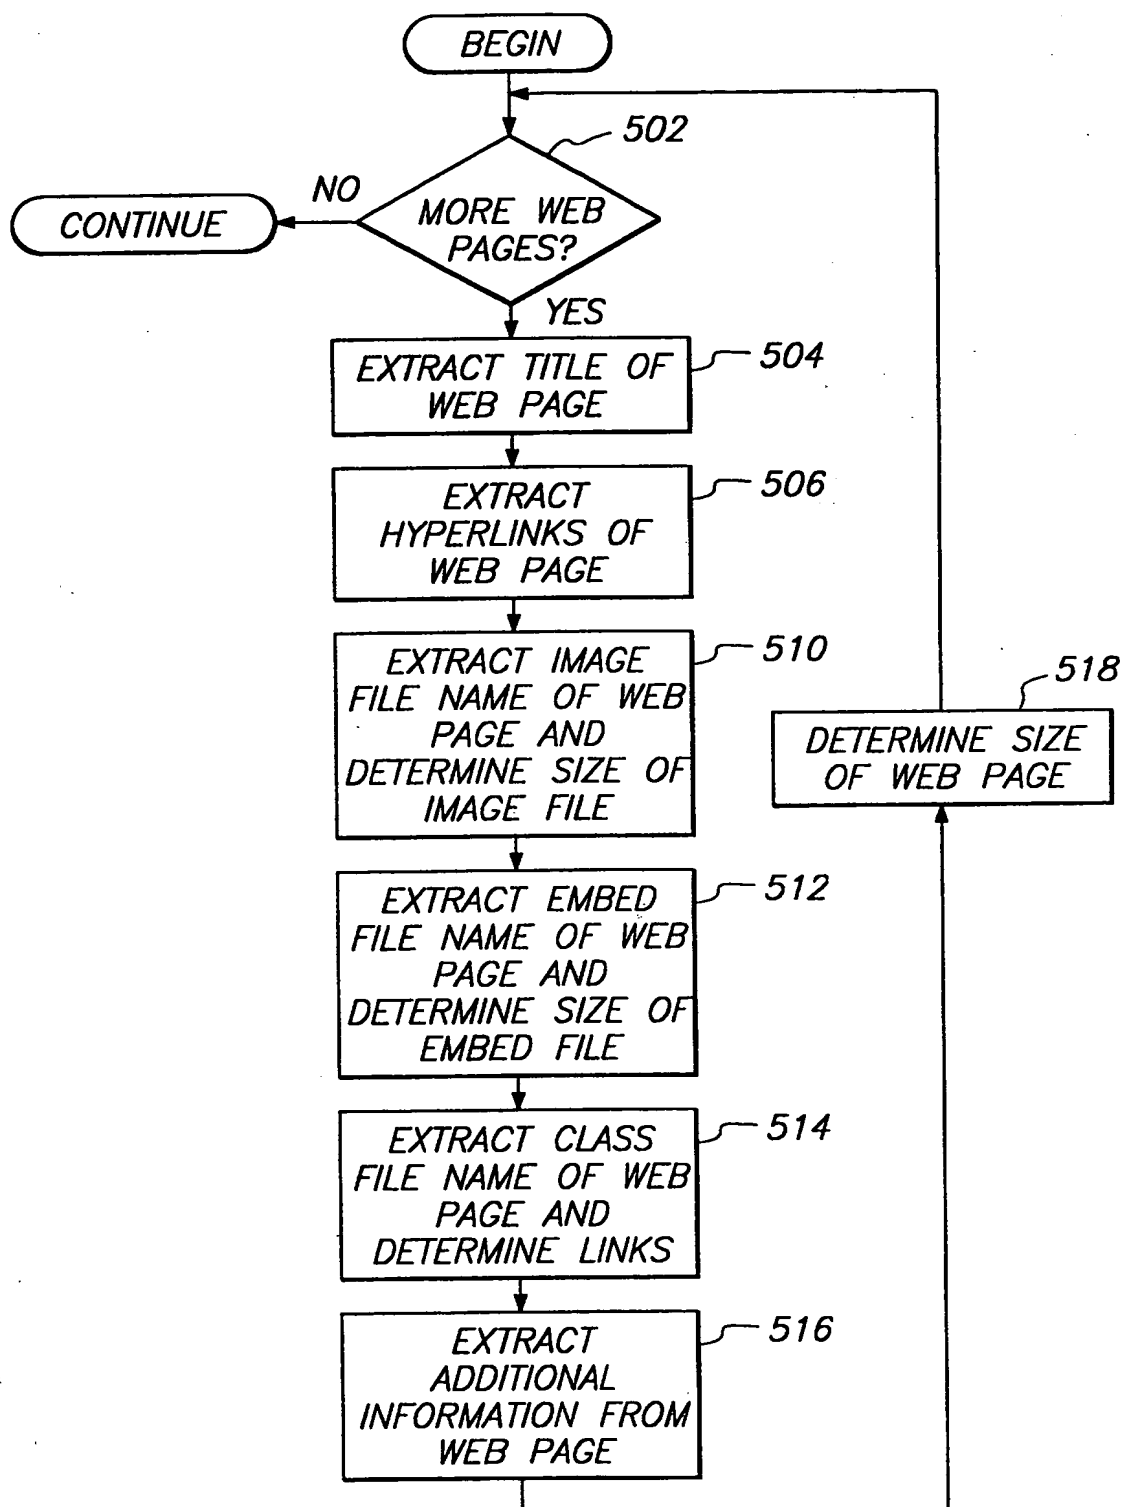 BEGIN
502
NO
MORE WEB
PAGES?
CONTINUE
YES
EXTRACT TITLE OF
WEB PAGE
504
EXTRACT
HYPERLINKS OF
WEB PAGE
506
EXTRACT IMAGE
FILE NAME OF WEB
PAGE AND
DETERMINE SIZE OF
IMAGE FILE
510
518
DETERMINE SIZE
OF WEB PAGE
EXTRACT EMBED
FILE NAME OF WEB
PAGE AND
DETERMINE SIZE OF
EMBED FILE
512
EXTRACT CLASS
FILE NAME OF WEB
PAGE AND
DETERMINE LINKS
514
EXTRACT
ADDITIONAL
INFORMATION FROM
WEB PAGE
516